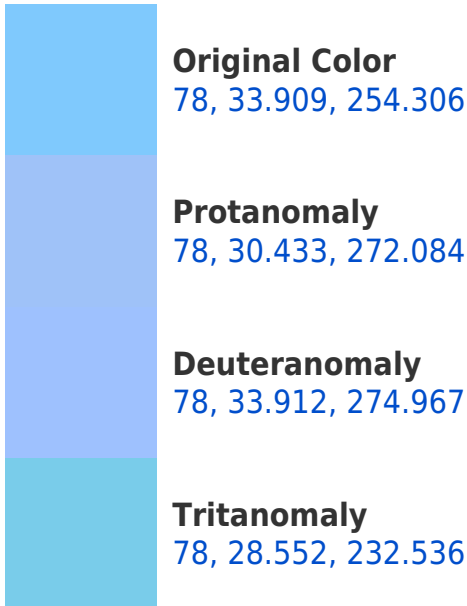 Original Color
78, 33.909, 254.306
Protanomaly
78, 30.433, 272.084
Deuteranomaly
78, 33.912, 274.967
Tritanomaly
78, 28.552, 232.536